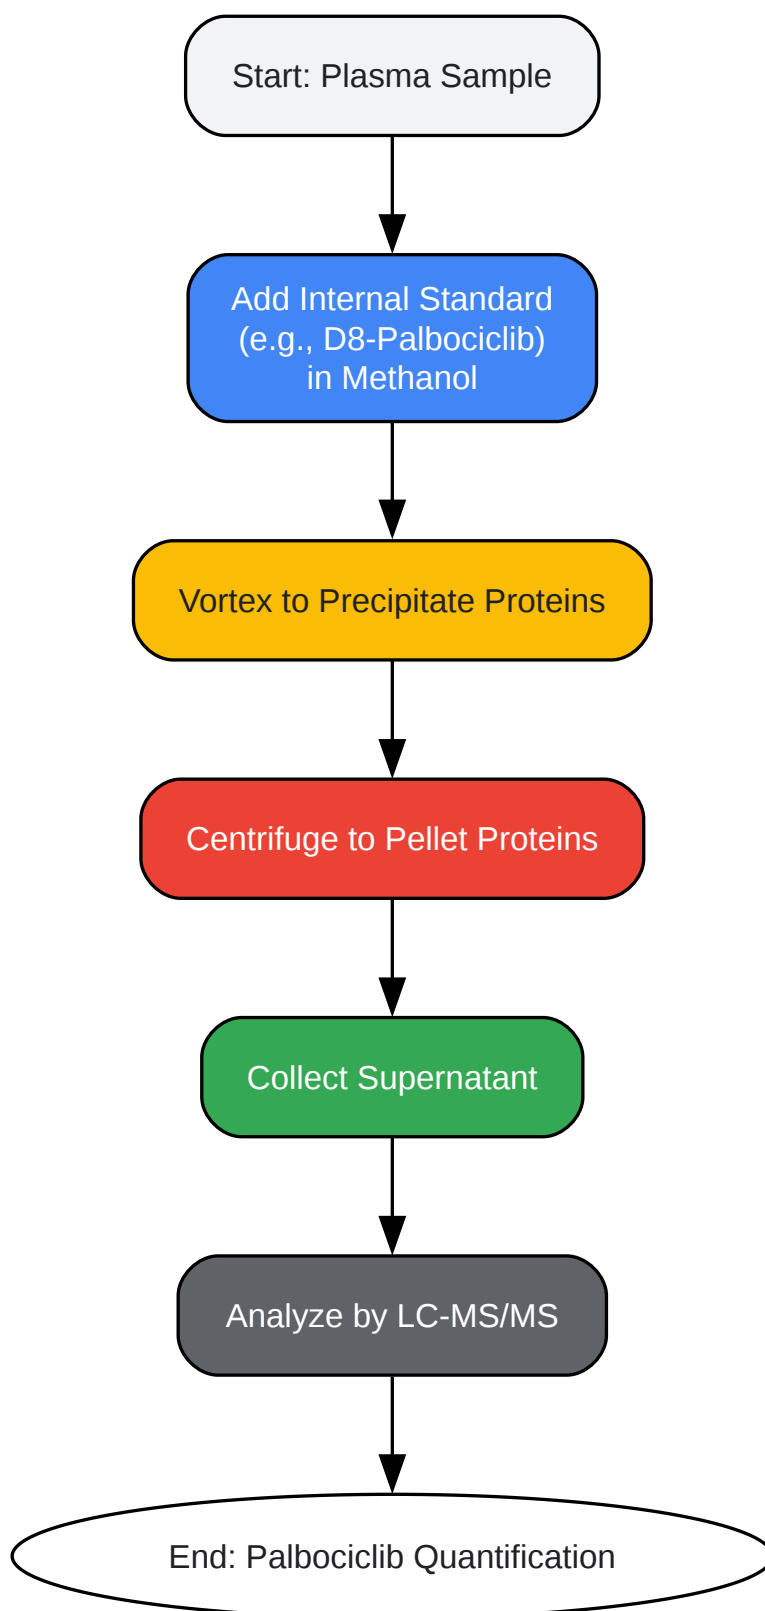 Start: Plasma Sample
Add Internal Standard
(e.g., D8-Palbociclib)
in Methanol
Vortex to Precipitate Proteins
Centrifuge to Pellet Proteins
Collect Supernatant
Analyze by LC-MS/MS
End: Palbociclib Quantification